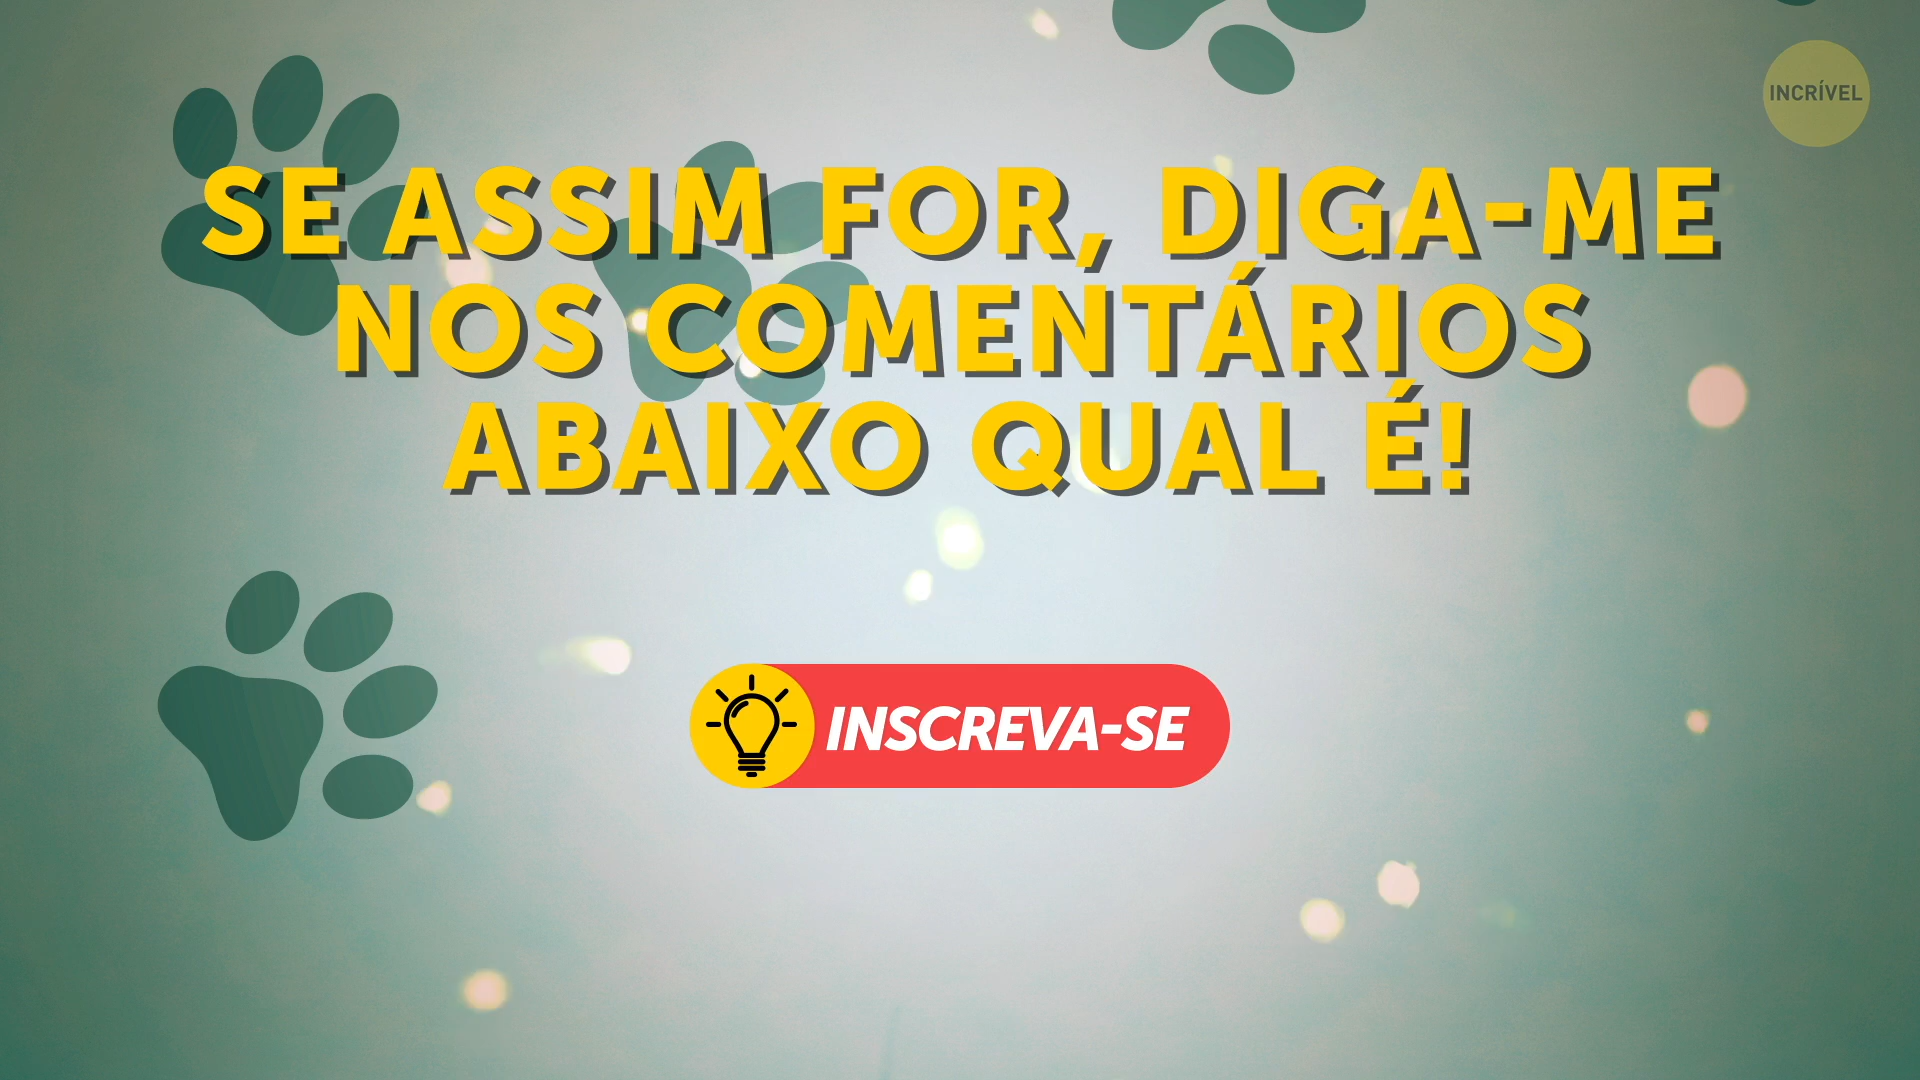 INCRÍVEL
SE ASSIM FOR, DIGA-ME
NOS COMENTÁRIOS
ABAIXO QUAL É!
INSCREVA-SE